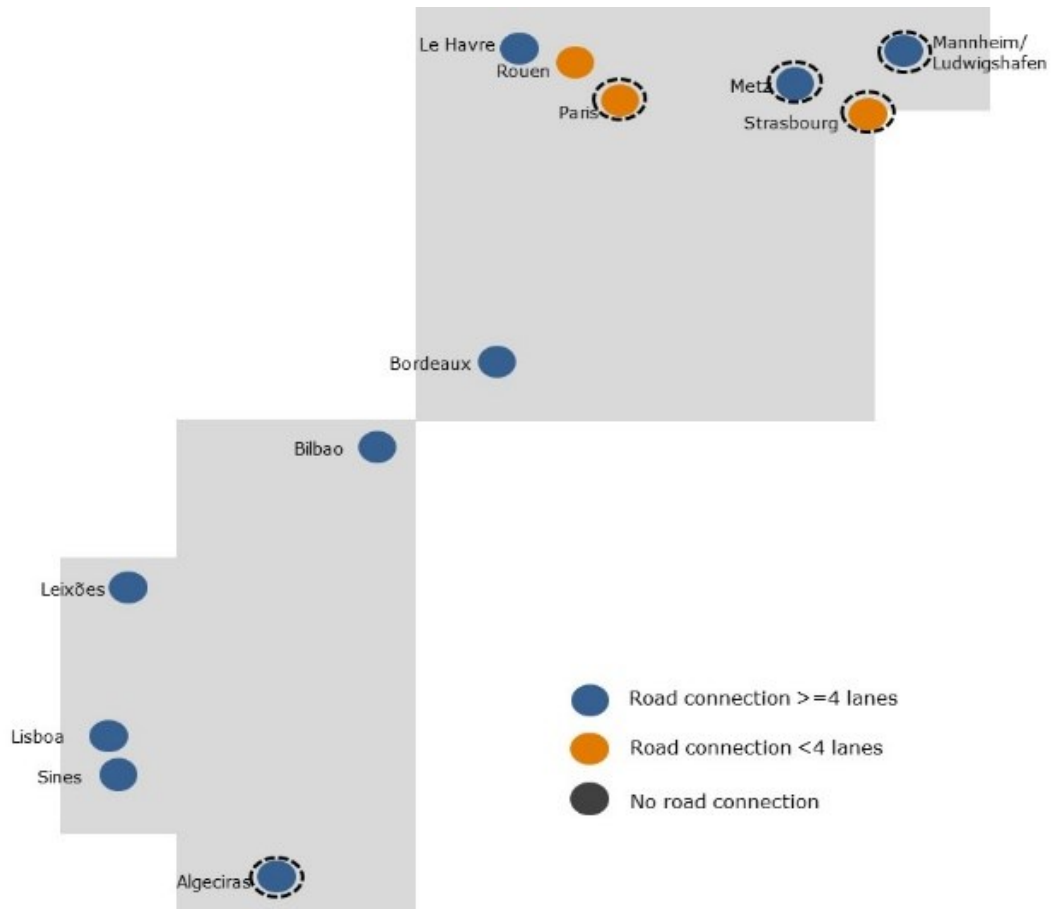 Le Havre
Rouen
Paris
Metz
Mannheim/
Ludwigshafen
Strasbourg
Bordeaux
Bilbao
Leixões
Lisboa
Sines
Algeciras
Road connection >=4 lanes
Road connection <4 lanes
No road connection